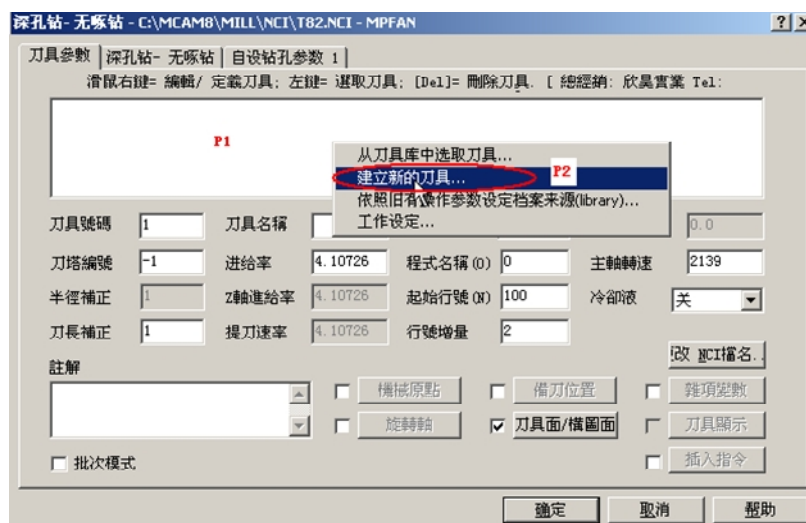 深孔钻- 无啄钻 - C:\MCAM8\MILL\NCI\T82.NCI - MPFAN
刀具參數 深孔钻- 无啄钻 自设钻孔参数 1
滑鼠右鍵= 編輯/ 定義刀具; 左鍵= 選取刀具; [Del]= 刪除刀具. [ 總經銷: 欣昊實業 Tel:
P1
从刀具库中选取刀具...
建立新的刀具... P2
依照旧有操作参数设定档案来源(library)...
工作设定...
刀具號碼 1 刀具名稱 0.0
刀塔編號 -1 进给率 4.10726 程式名稱(O) 0 主軸轉速 2139
半徑補正 1 Z軸進給率 4.10726 起始行號(N) 100 冷卻液 关
刀長補正 1 提刀速率 4.10726 行號增量 2
改 NCI檔名..
註解
機械原點 備刀位置 雜項變數
旋轉軸 刀具面/構圖面 刀具顯示
批次模式 插入指令
確定 取消 幫助